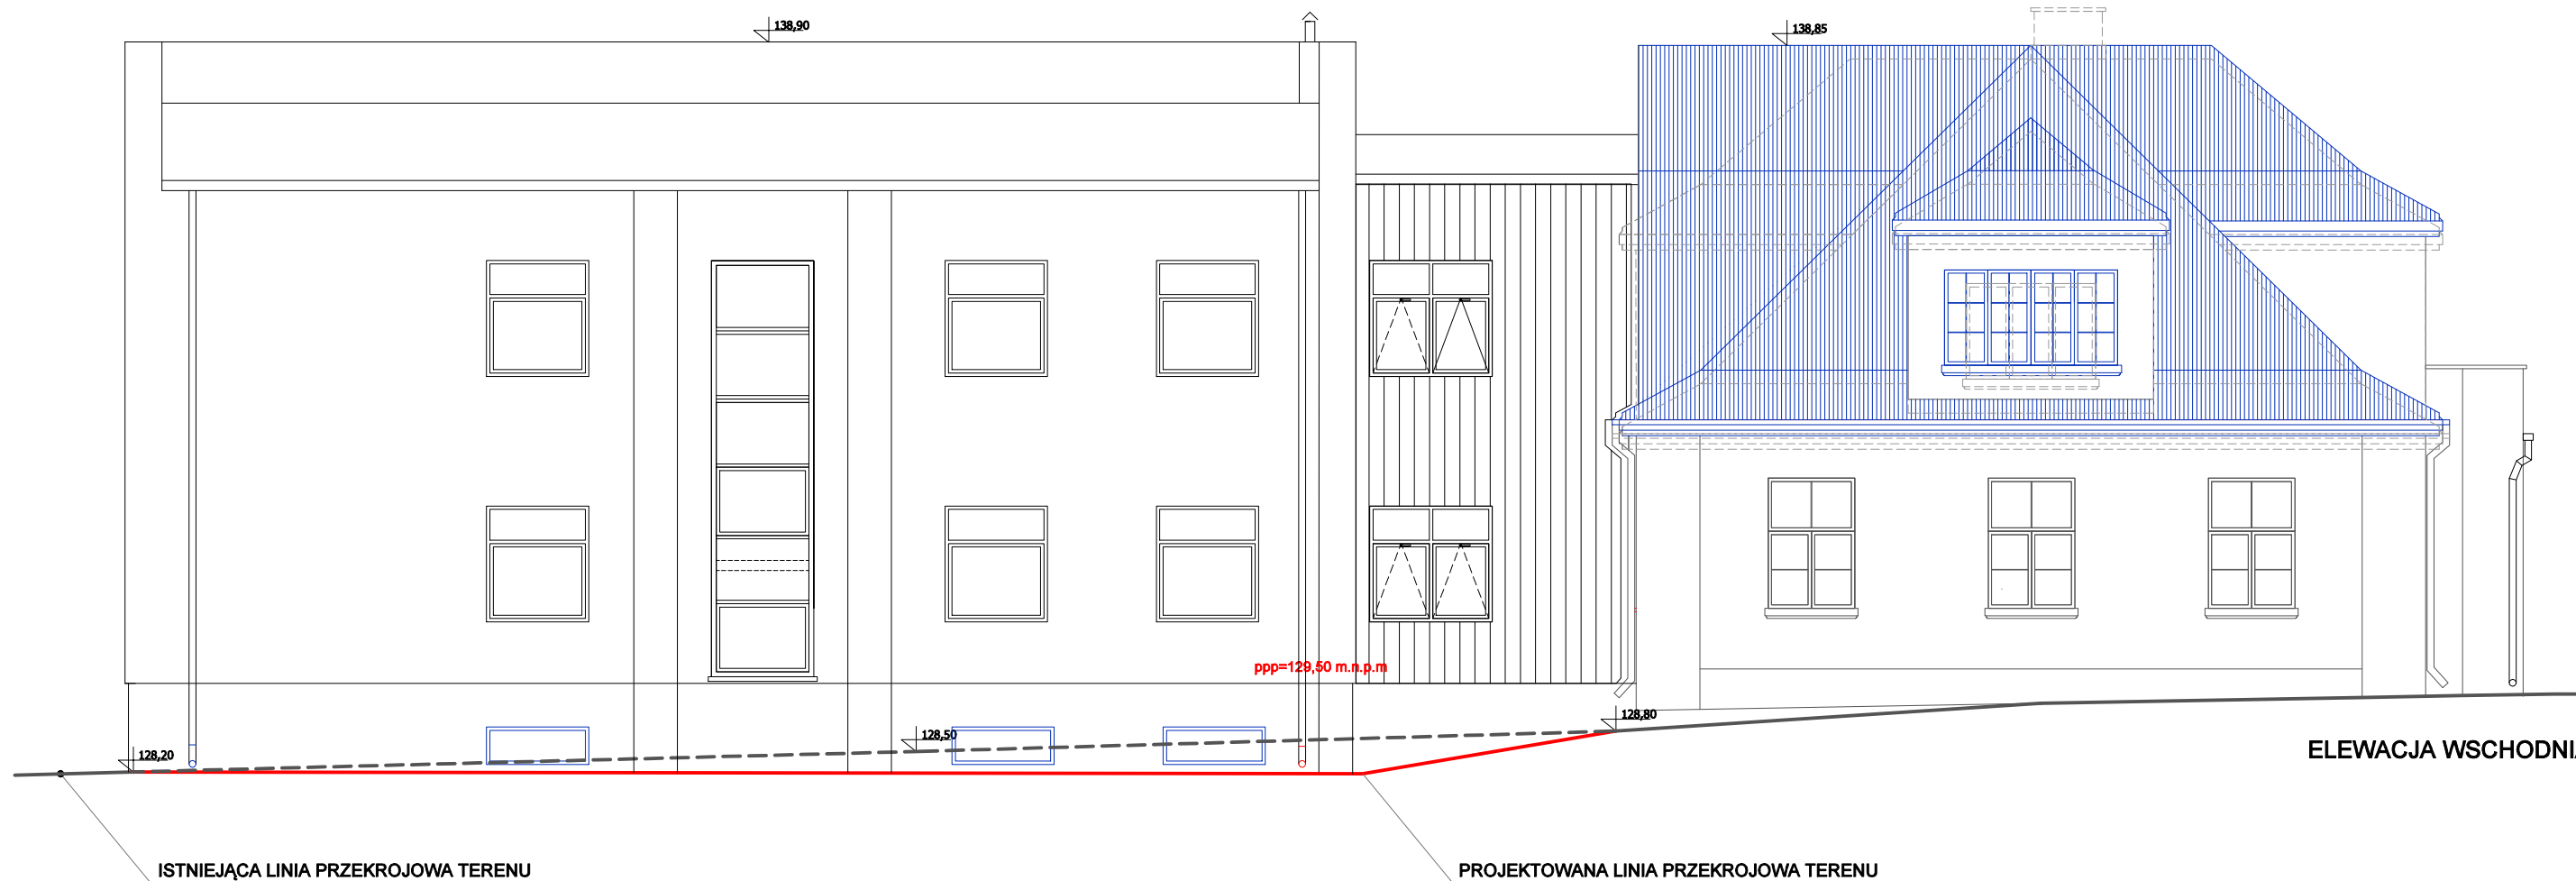 138,90
138,85
ppp=129,50 m.n.p.m
128,80
128,50
128,20
ELEWACJA WSCHODNIA
ISTNIEJĄCA LINIA PRZEKROJOWA TERENU
PROJEKTOWANA LINIA PRZEKROJOWA TERENU